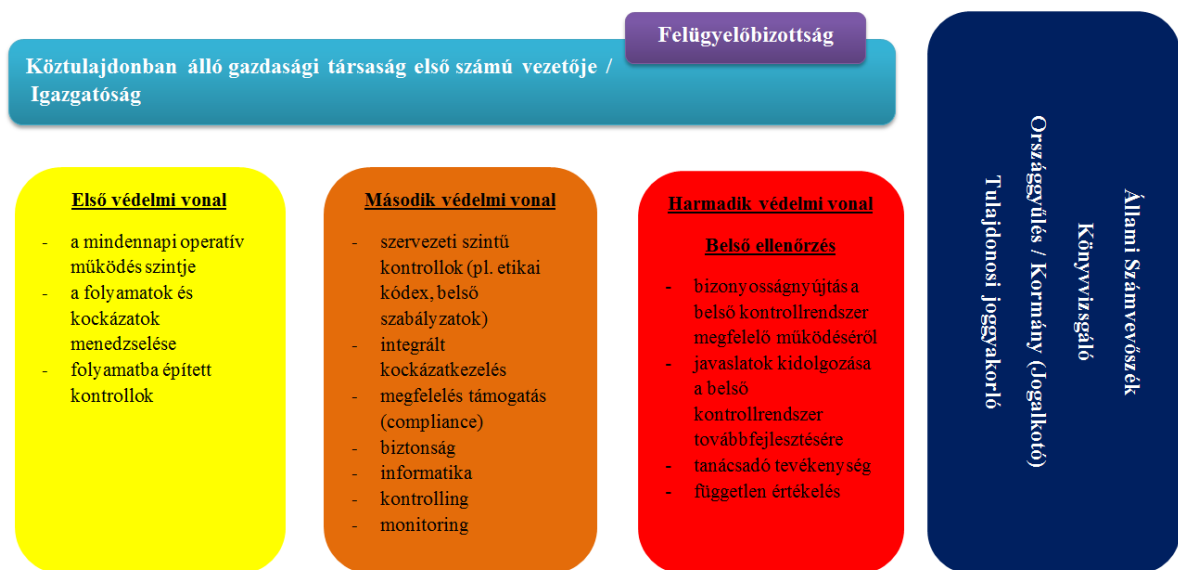 Felügyelőbizottság
Köztulajdonban álló gazdasági társaság első számú vezetője /
Igazgatóság
Első védelmi vonal
- a mindennapi operatív
működés szintje
- a folyamatok és
kockázatok
menedzselése
- folyamatba épített
kontrollok
Második védelmi vonal
- szervezeti szintű
kontrollok (pl. etikai
kódex, belső
szabályzatok)
- integrált
kockázatkezelés
- megfelelés támogatás
(compliance)
- biztonság
- informatika
- kontrolling
- monitoring
Harmadik védelmi vonal
Belső ellenőrzés
- bizonyosságnyújtás a
belső kontrollrendszer
megfelelő működéséről
- javaslatok kidolgozása
a belső
kontrollrendszer
továbbfejlesztésére
- tanácsadó tevékenység
- független értékelés
Állami Számvevőszék
Könyvvizsgáló
Országgyűlés / Kormány (Jogalkotó)
Tulajdonosi joggyakorló